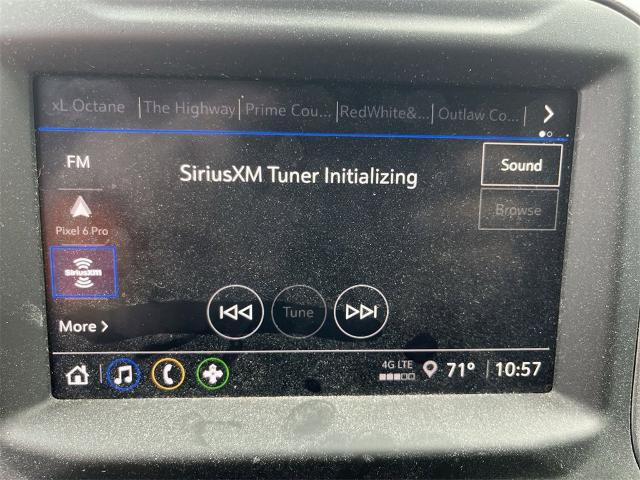 xL Octane The Highway Prime Cou... RedWhite&... Outlaw Co...
FM
SiriusXM Tuner Initializing
Sound
Pixel 6 Pro
Browse
SiriusXM
Tune
More >
4G LTE
71° 10:57